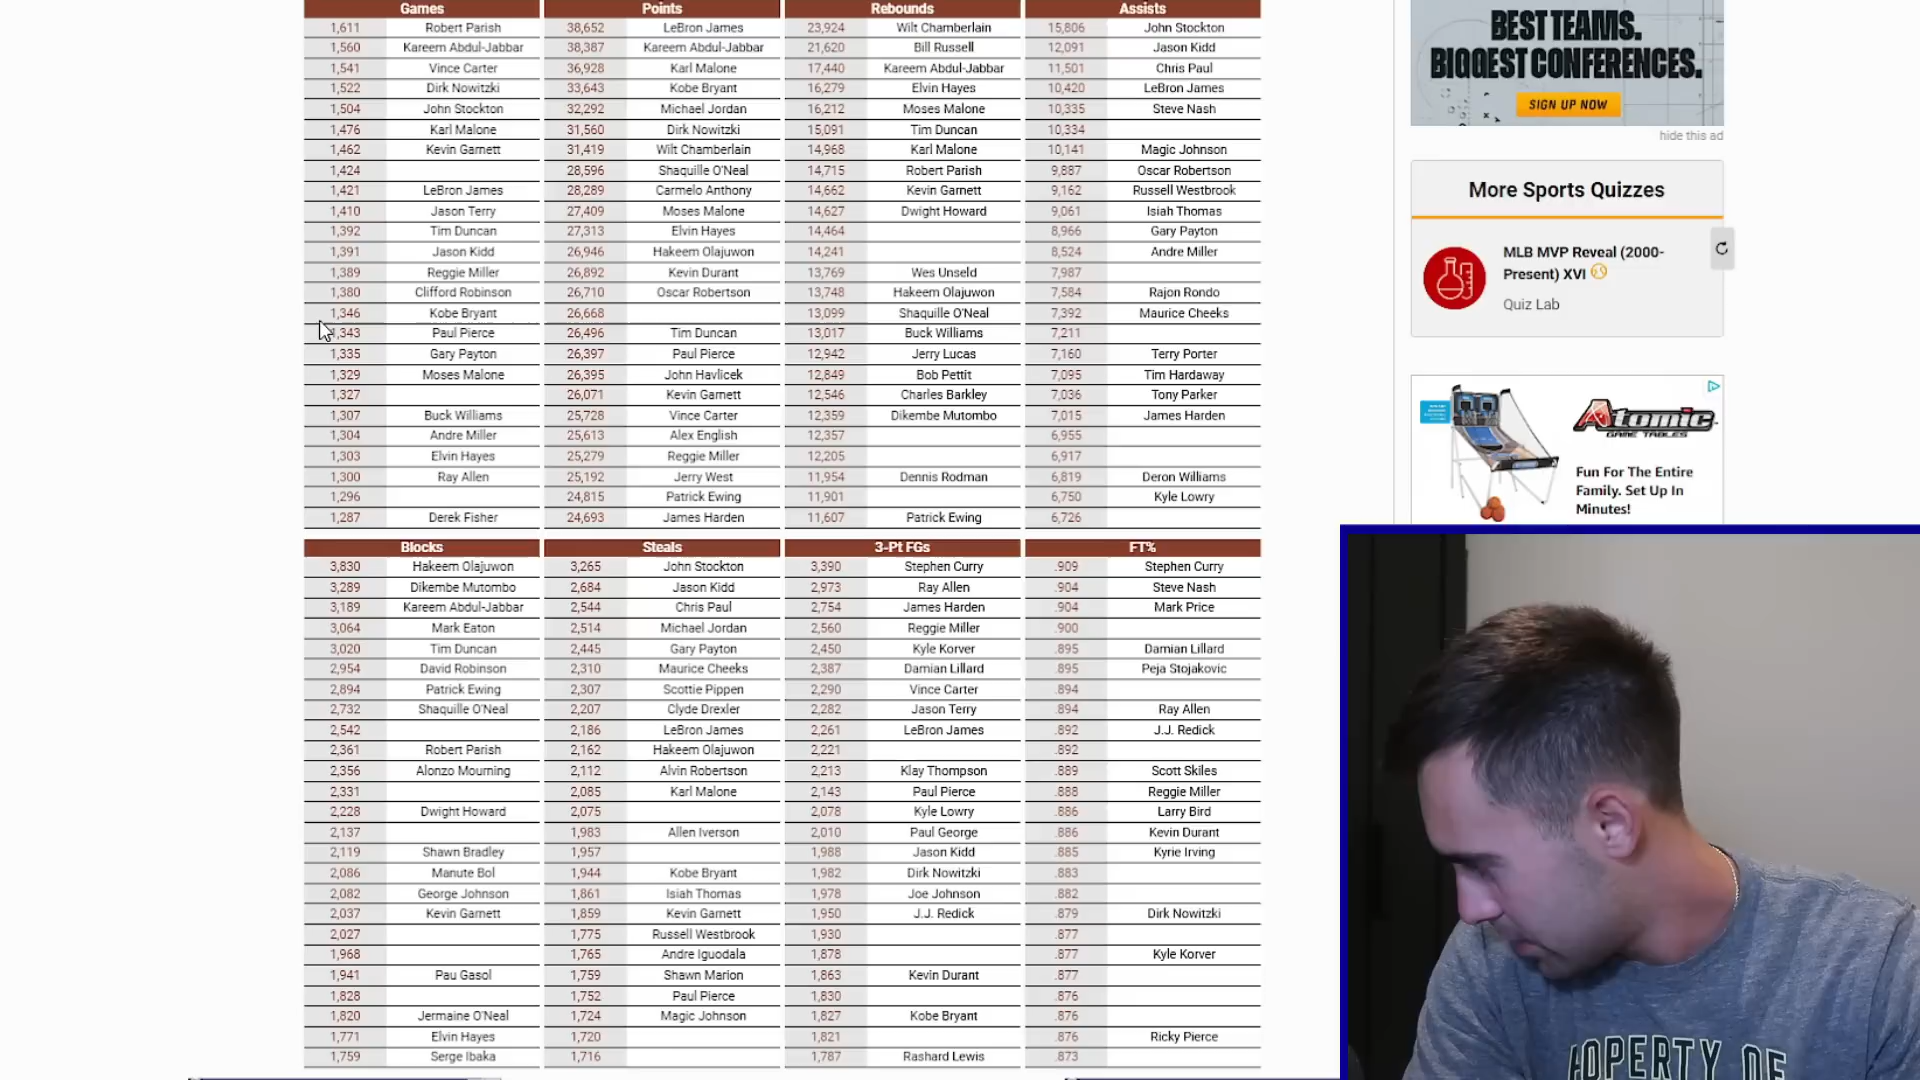 Games Points Rebounds Assists
1,611 Robert Parish 38,652 LeBron James 23,924 Wilt Chamberlain 15,806 John Stockton
1,560 Kareem Abdul-Jabbar 38,387 Kareem Abdul-Jabbar 21,620 Bill Russell 12,091 Jason Kidd
1,541 Vince Carter 36,928 Karl Malone 17,440 Kareem Abdul-Jabbar 11,501 Chris Paul
1,522 Dirk Nowitzki 33,643 Kobe Bryant 16,279 Elvin Hayes 10,420 LeBron James
1,504 John Stockton 32,292 Michael Jordan 16,212 Moses Malone 10,335 Steve Nash
1,476 Karl Malone 31,560 Dirk Nowitzki 15,091 Tim Duncan 10,334
1,462 Kevin Garnett 31,419 Wilt Chamberlain 14,968 Karl Malone 10,141 Magic Johnson
1,424 28,596 Shaquille O'Neal 14,715 Robert Parish 9,887 Oscar Robertson
1,421 LeBron James 28,289 Carmelo Anthony 14,662 Kevin Garnett 9,162 Russell Westbrook
1,410 Jason Terry 27,409 Moses Malone 14,627 Dwight Howard 9,061 Isiah Thomas
1,392 Tim Duncan 27,313 Elvin Hayes 14,464 8,966 Gary Payton
1,391 Jason Kidd 26,946 Hakeem Olajuwon 14,241 8,524 Andre Miller
1,389 Reggie Miller 26,892 Kevin Durant 13,769 Wes Unseld 7,987
1,380 Clifford Robinson 26,710 Oscar Robertson 13,748 Hakeem Olajuwon 7,584 Rajon Rondo
1,346 Kobe Bryant 26,668 13,099 Shaquille O'Neal 7,392 Maurice Cheeks
1,343 Paul Pierce 26,496 Tim Duncan 13,017 Buck Williams 7,211
1,335 Gary Payton 26,397 Paul Pierce 12,942 Jerry Lucas 7,160 Terry Porter
1,329 Moses Malone 26,395 John Havlicek 12,849 Bob Pettit 7,095 Tim Hardaway
1,327 26,071 Kevin Garnett 12,546 Charles Barkley 7,036 Tony Parker
1,307 Buck Williams 25,728 Vince Carter 12,359 Dikembe Mutombo 7,015 James Harden
1,304 Andre Miller 25,613 Alex English 12,357 6,955
1,303 Elvin Hayes 25,279 Reggie Miller 12,205 6,917
1,300 Ray Allen 25,192 Jerry West 11,954 Dennis Rodman 6,819 Deron Williams
1,296 24,815 Patrick Ewing 11,901 6,750 Kyle Lowry
1,287 Derek Fisher 24,693 James Harden 11,607 Patrick Ewing 6,726
Blocks Steals 3-Pt FGs FT%
3,830 Hakeem Olajuwon 3,265 John Stockton 3,390 Stephen Curry .909 Stephen Curry
3,289 Dikembe Mutombo 2,684 Jason Kidd 2,973 Ray Allen .904 Steve Nash
3,189 Kareem Abdul-Jabbar 2,544 Chris Paul 2,754 James Harden .904 Mark Price
3,064 Mark Eaton 2,514 Michael Jordan 2,560 Reggie Miller .900
3,020 Tim Duncan 2,445 Gary Payton 2,450 Kyle Korver .895 Damian Lillard
2,954 David Robinson 2,310 Maurice Cheeks 2,387 Damian Lillard .895 Peja Stojakovic
2,894 Patrick Ewing 2,307 Scottie Pippen 2,290 Vince Carter .894
2,732 Shaquille O'Neal 2,207 Clyde Drexler 2,282 Jason Terry .894 Ray Allen
2,542 2,186 LeBron James 2,261 LeBron James .892 J.J. Redick
2,361 Robert Parish 2,162 Hakeem Olajuwon 2,221 .892
2,356 Alonzo Mourning 2,112 Alvin Robertson 2,213 Klay Thompson .889 Scott Skiles
2,331 2,085 Karl Malone 2,143 Paul Pierce .888 Reggie Miller
2,228 Dwight Howard 2,075 2,078 Kyle Lowry .886 Larry Bird
2,137 1,983 Allen Iverson 2,010 Paul George .886 Kevin Durant
2,119 Shawn Bradley 1,957 1,988 Jason Kidd .885 Kyrie Irving
2,086 Manute Bol 1,944 Kobe Bryant 1,982 Dirk Nowitzki .883
2,082 George Johnson 1,861 Isiah Thomas 1,978 Joe Johnson .882
2,037 Kevin Garnett 1,859 Kevin Garnett 1,950 J.J. Redick .879 Dirk Nowitzki
2,027 1,775 Russell Westbrook 1,930 .877
1,968 1,765 Andre Iguodala 1,878 .877 Kyle Korver
1,941 Pau Gasol 1,759 Shawn Marion 1,863 Kevin Durant .877
1,828 1,752 Paul Pierce 1,830 .876
1,820 Jermaine O'Neal 1,724 Magic Johnson 1,827 Kobe Bryant .876
1,771 Elvin Hayes 1,720 1,821 .876 Ricky Pierce
1,759 Serge Ibaka 1,716 1,787 Rashard Lewis .873
BEST TEAMS.
BIGGEST CONFERENCES.
SIGN UP NOW
hide this ad
More Sports Quizzes
MLB MVP Reveal (2000-
Present) XVI
Quiz Lab
Atomic
GAME TABLES
Fun For The Entire
Family. Set Up In
Minutes!
PROPERTY OF